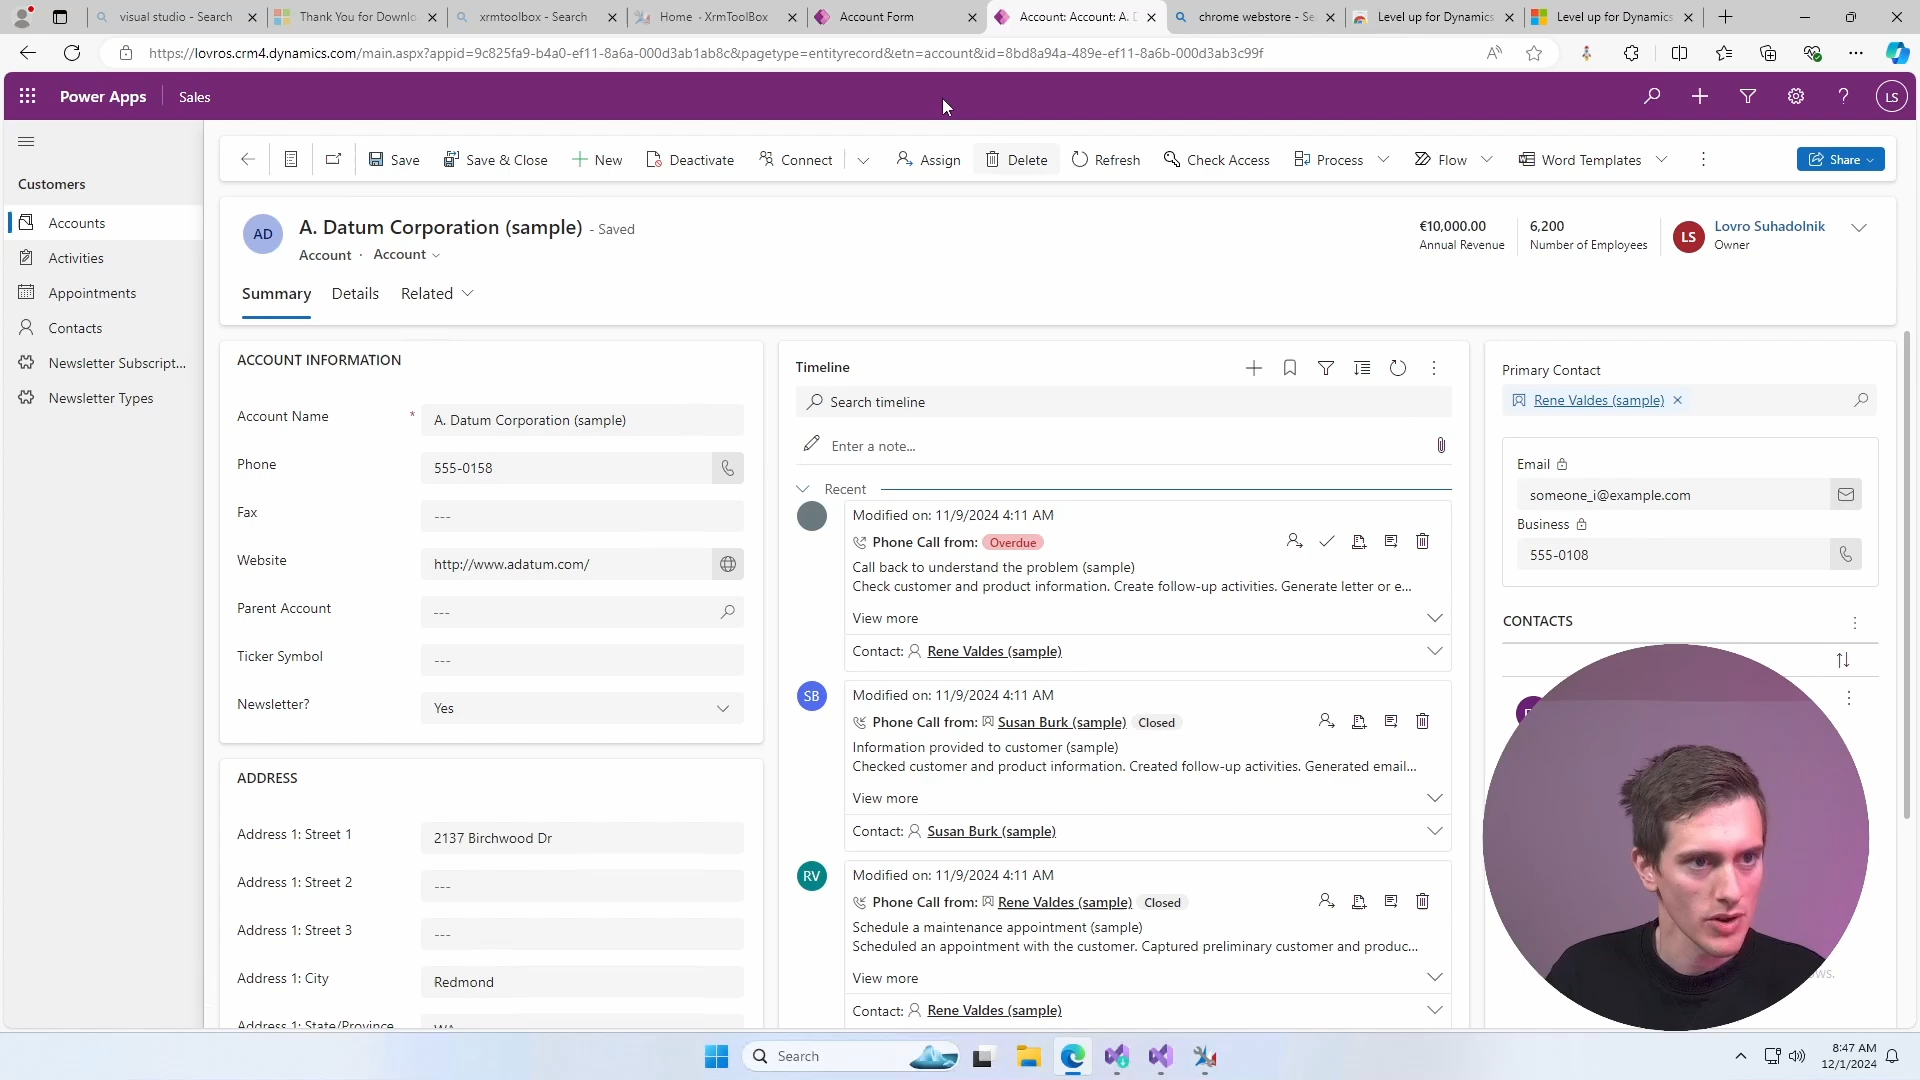 visual studio - Search
Thank You for Downlo
xrmtoolbox - Search
Home · XrmToolBox
Account Form
Account: Account: A. D
chrome webstore - Se
Level up for Dynamics
Level up for Dynamics
https://lovros.crm4.dynamics.com/main.aspx?appid=9c825fa9-b4a0-ef11-8a6a-000d3ab1ab8c&pagetype=entityrecord&etn=account&id=8bd8a94a-489e-ef11-8a6b-000d3ab3c99f
Power Apps
Sales
LS
Save
Save & Close
New
Deactivate
Connect
Assign
Delete
Refresh
Check Access
Process
Flow
Word Templates
Share
Customers
Accounts
Activities
Appointments
Contacts
Newsletter Subscript...
Newsletter Types
AD
A. Datum Corporation (sample) - Saved
Account · Account
€10,000.00
Annual Revenue
6,200
Number of Employees
LS
Lovro Suhadolnik
Owner
Summary
Details
Related
ACCOUNT INFORMATION
Account Name *
A. Datum Corporation (sample)
Phone
555-0158
Fax
---
Website
http://www.adatum.com/
Parent Account
---
Ticker Symbol
---
Newsletter?
Yes
ADDRESS
Address 1: Street 1
2137 Birchwood Dr
Address 1: Street 2
---
Address 1: Street 3
---
Address 1: City
Redmond
Address 1: State/Province
WA
Timeline
Search timeline
Enter a note...
Recent
Modified on: 11/9/2024 4:11 AM
Phone Call from: Overdue
Call back to understand the problem (sample)
Check customer and product information. Create follow-up activities. Generate letter or e...
View more
Contact: Rene Valdes (sample)
SB
Modified on: 11/9/2024 4:11 AM
Phone Call from: Susan Burk (sample) Closed
Information provided to customer (sample)
Checked customer and product information. Created follow-up activities. Generated email...
View more
Contact: Susan Burk (sample)
RV
Modified on: 11/9/2024 4:11 AM
Phone Call from: Rene Valdes (sample) Closed
Schedule a maintenance appointment (sample)
Scheduled an appointment with the customer. Captured preliminary customer and produc...
View more
Contact: Rene Valdes (sample)
Primary Contact
Rene Valdes (sample)
Email
someone_i@example.com
Business
555-0108
CONTACTS
Search
8:47 AM
12/1/2024